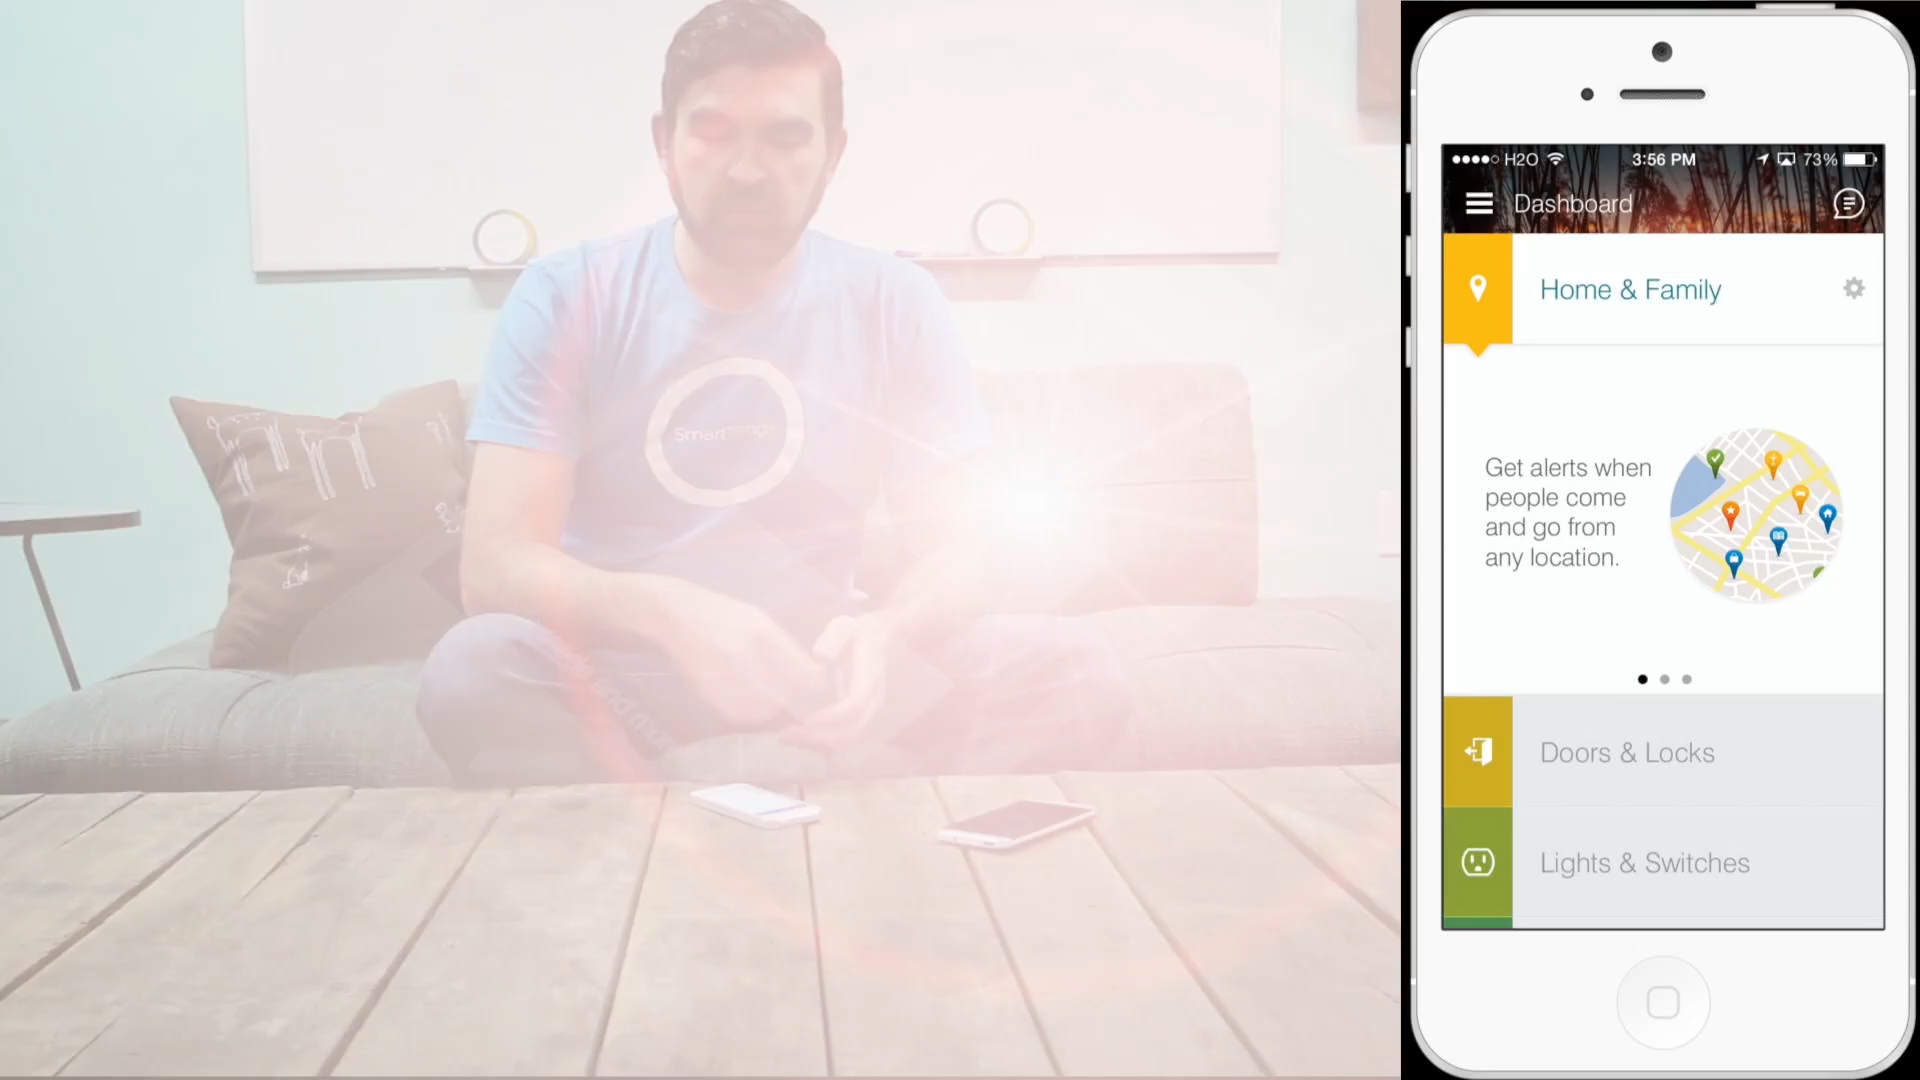 Smart
H2O
3:56 PM
73%
Dashboard
Home & Family
Get alerts when
people come
and go from
any location.
Doors & Locks
Lights & Switches